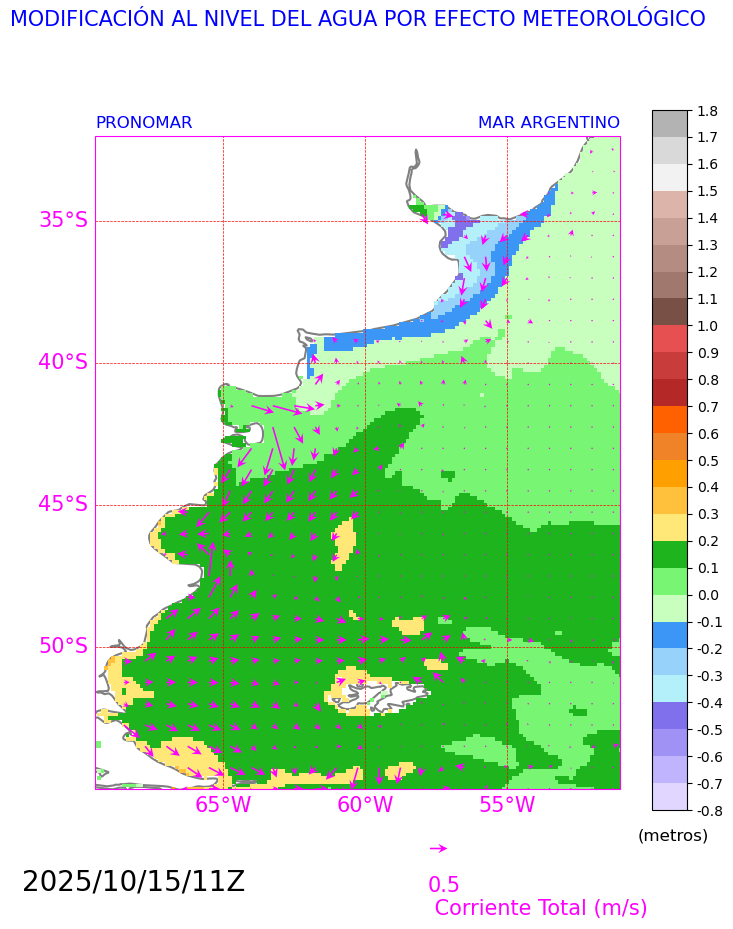 MODIFICACIÓN AL NIVEL DEL AGUA POR EFECTO METEOROLÓGICO
PRONOMAR MAR ARGENTINO
35°S
40°S
45°S
50°S
65°W 60°W 55°W
1.8
1.7
1.6
1.5
1.4
1.3
1.2
1.1
1.0
0.9
0.8
0.7
0.6
0.5
0.4
0.3
0.2
0.1
0.0
-0.1
-0.2
-0.3
-0.4
-0.5
-0.6
-0.7
-0.8
(metros)
2025/10/15/11Z
0.5
Corriente Total (m/s)